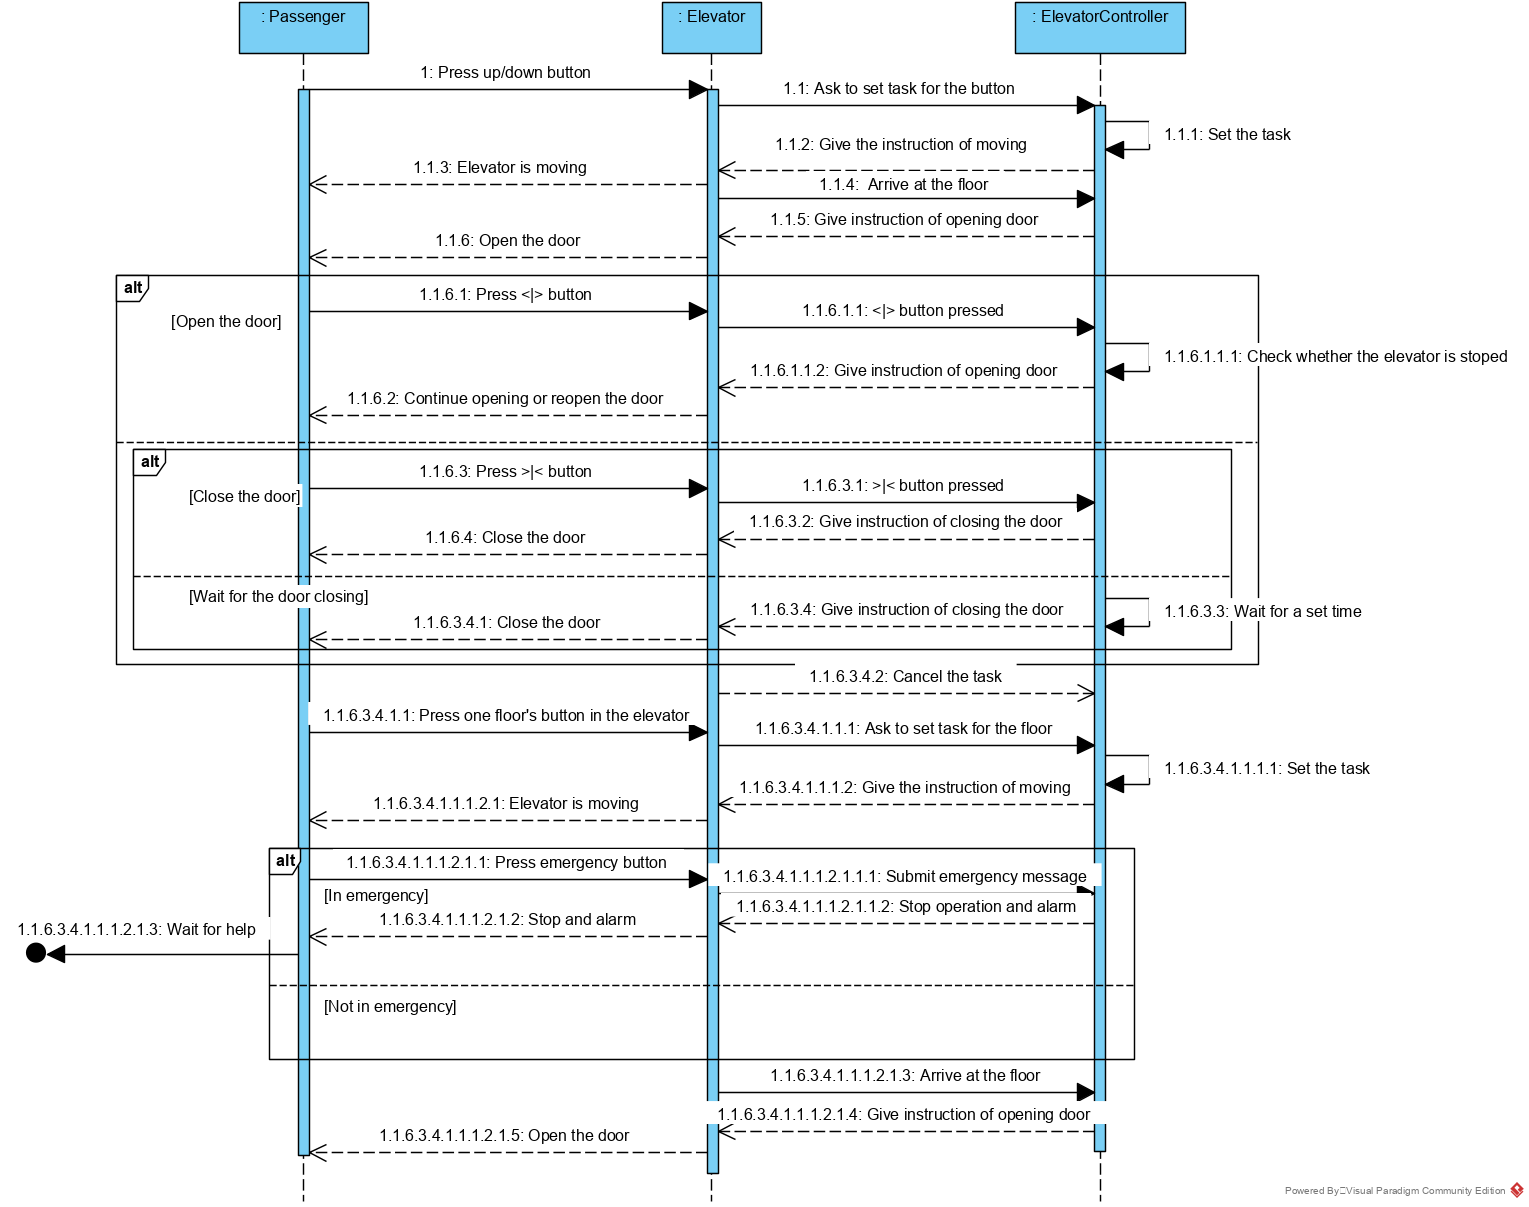 : Passenger
: Elevator
: ElevatorController
1: Press up/down button
1.1: Ask to set task for the button
1.1.1: Set the task
1.1.2: Give the instruction of moving
1.1.3: Elevator is moving
1.1.4:  Arrive at the floor
1.1.5: Give instruction of opening door
1.1.6: Open the door
alt
1.1.6.1: Press <|> button
[Open the door]
1.1.6.1.1: <|> button pressed
1.1.6.1.1.1: Check whether the elevator is stoped
1.1.6.1.1.2: Give instruction of opening door
1.1.6.2: Continue opening or reopen the door
alt
1.1.6.3: Press >|< button
[Close the door]
1.1.6.3.1: >|< button pressed
1.1.6.3.2: Give instruction of closing the door
1.1.6.4: Close the door
[Wait for the door closing]
1.1.6.3.3: Wait for a set time
1.1.6.3.4: Give instruction of closing the door
1.1.6.3.4.1: Close the door
1.1.6.3.4.2: Cancel the task
1.1.6.3.4.1.1: Press one floor's button in the elevator
1.1.6.3.4.1.1.1: Ask to set task for the floor
1.1.6.3.4.1.1.1.1: Set the task
1.1.6.3.4.1.1.1.2: Give the instruction of moving
1.1.6.3.4.1.1.1.2.1: Elevator is moving
alt
1.1.6.3.4.1.1.1.2.1.1: Press emergency button
[In emergency]
1.1.6.3.4.1.1.1.2.1.1.1: Submit emergency message
1.1.6.3.4.1.1.1.2.1.1.2: Stop operation and alarm
1.1.6.3.4.1.1.1.2.1.2: Stop and alarm
1.1.6.3.4.1.1.1.2.1.3: Wait for help
[Not in emergency]
1.1.6.3.4.1.1.1.2.1.3: Arrive at the floor
1.1.6.3.4.1.1.1.2.1.4: Give instruction of opening door
1.1.6.3.4.1.1.1.2.1.5: Open the door
Powered By Visual Paradigm Community Edition